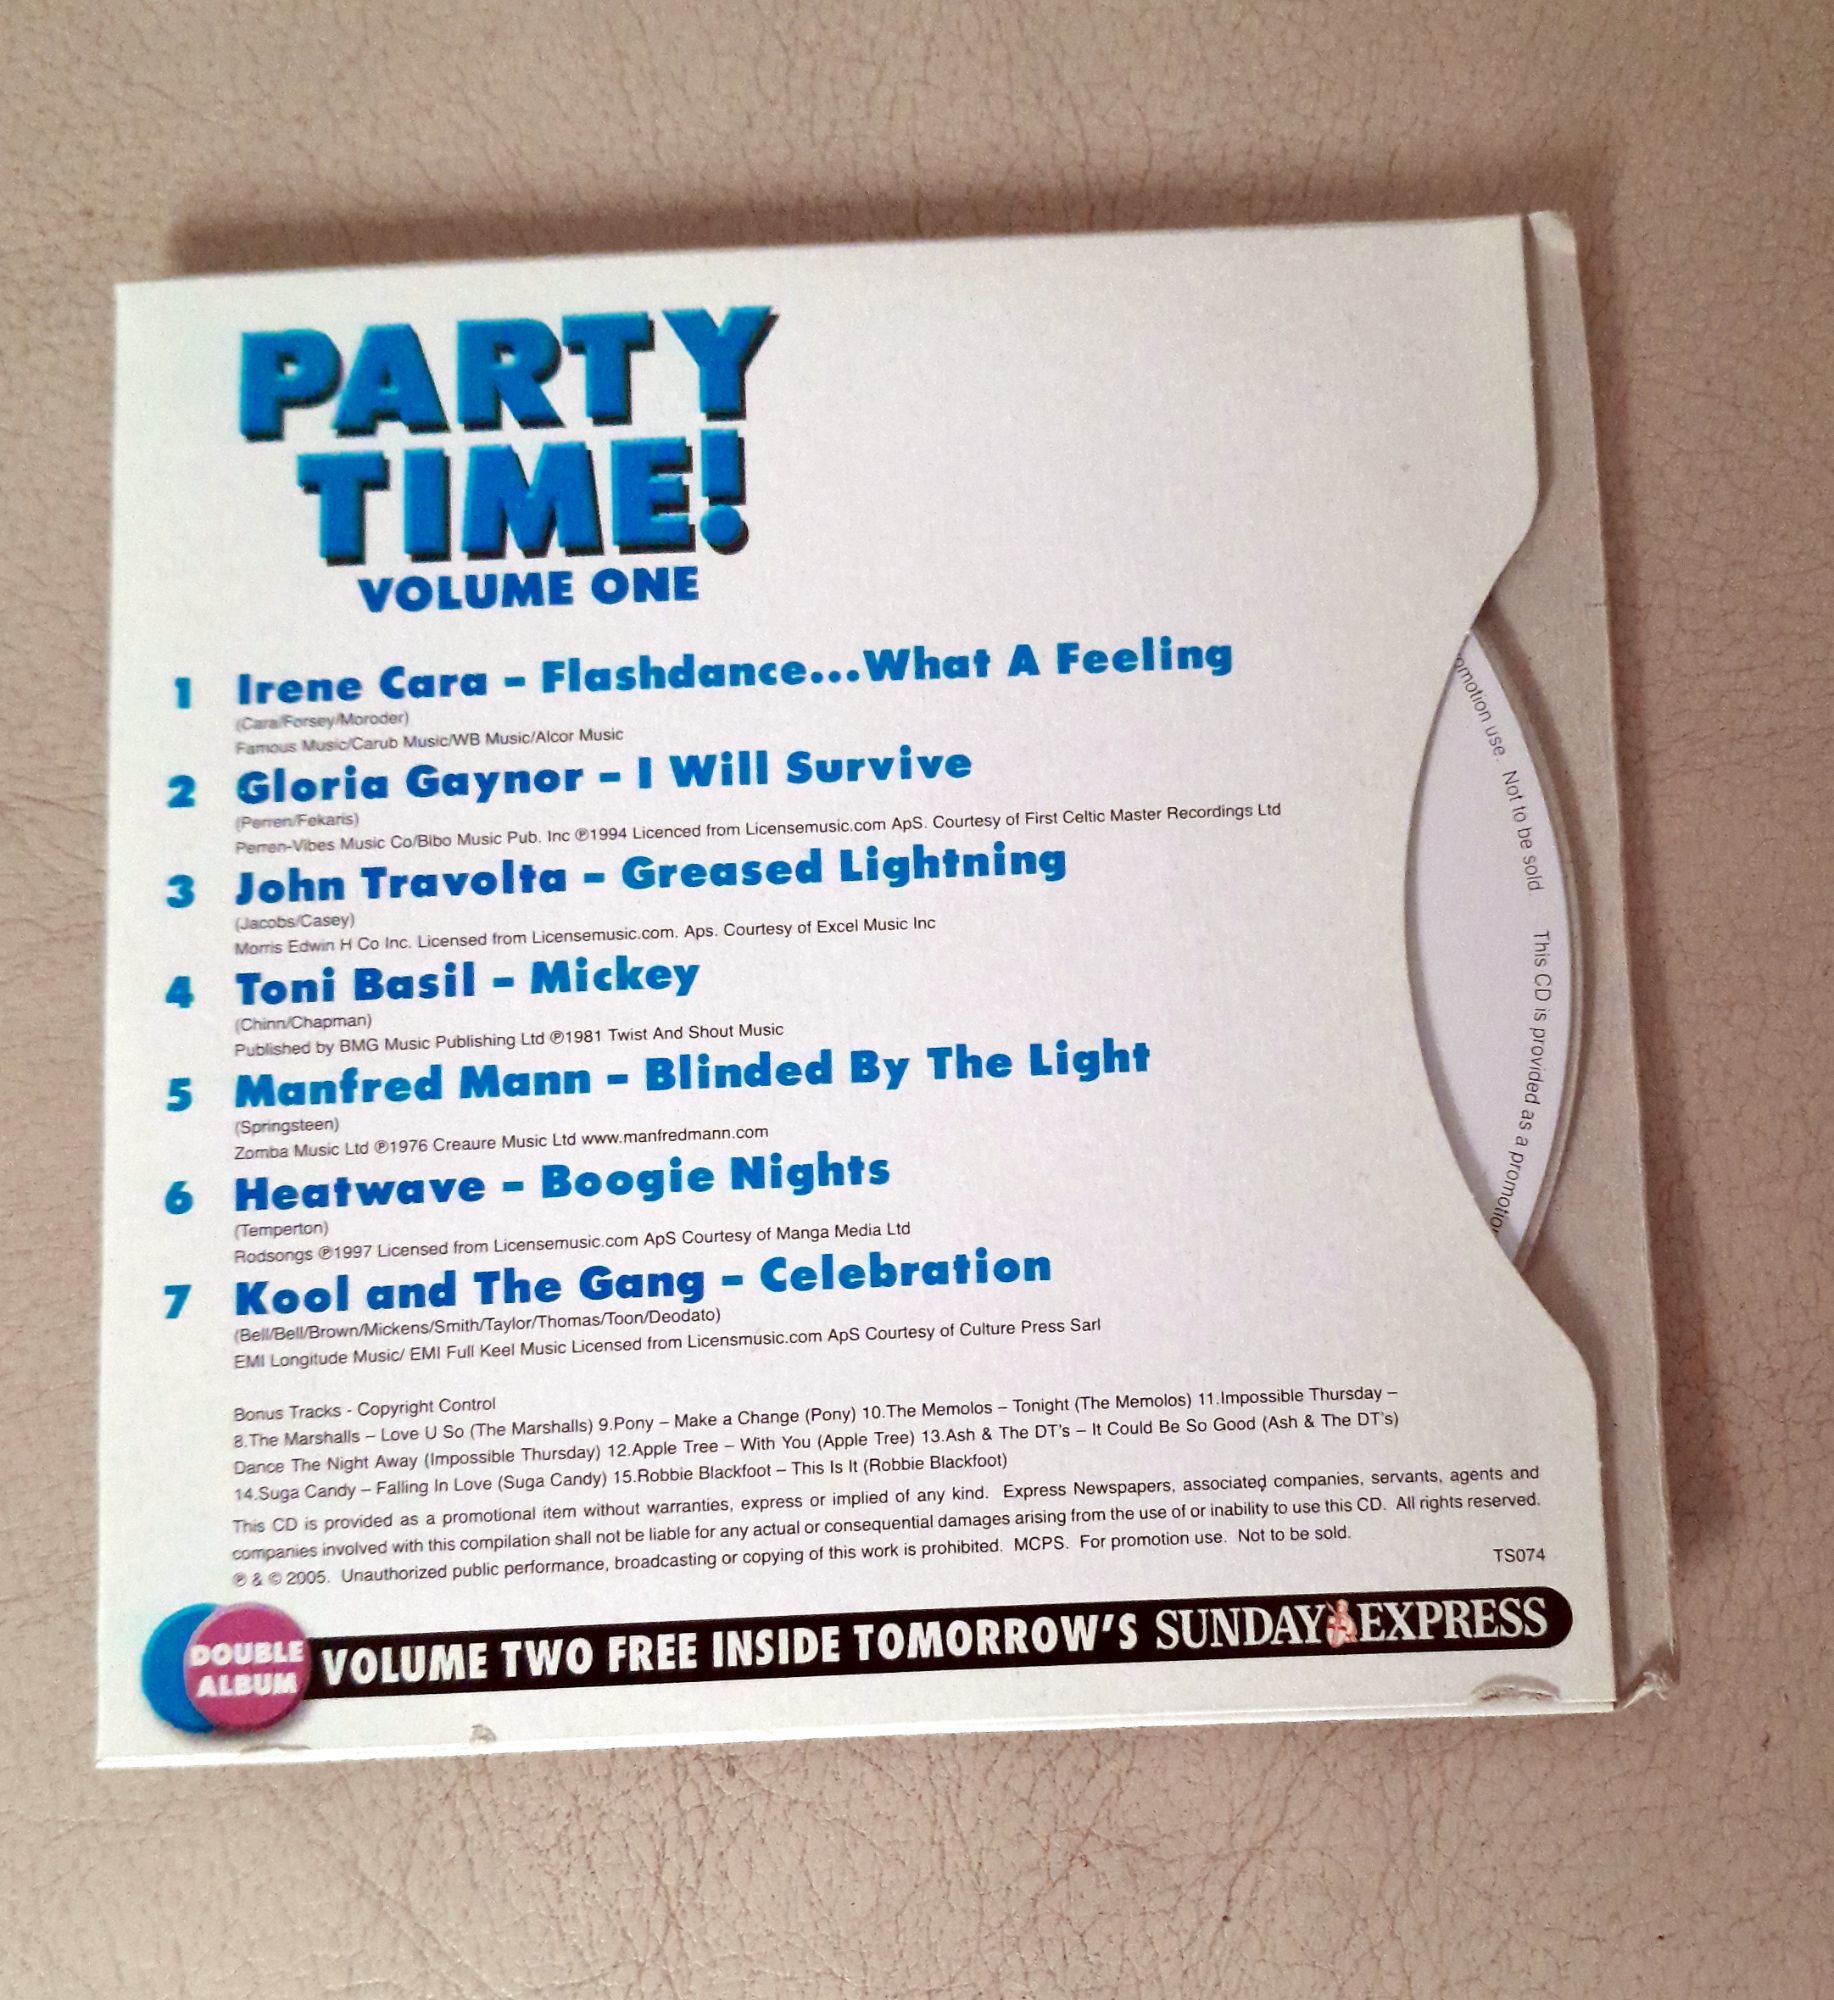 PARTY
TIME!
VOLUME ONE
1 Irene Cara – Flashdance...What A Feeling
(Cara/Forsey/Moroder)
Famous Music/Carub Music/WB Music/Alcor Music
2 Gloria Gaynor – I Will Survive
(Perren/Fekaris)
Perren-Vibes Music Co/Bibo Music Pub. Inc ℗1994 Licenced from Licensemusic.com ApS. Courtesy of First Celtic Master Recordings Ltd
3 John Travolta – Greased Lightning
(Jacobs/Casey)
Morris Edwin H Co Inc. Licensed from Licensemusic.com. Aps. Courtesy of Excel Music Inc
4 Toni Basil – Mickey
(Chinn/Chapman)
Published by BMG Music Publishing Ltd ℗1981 Twist And Shout Music
5 Manfred Mann – Blinded By The Light
(Springsteen)
Zomba Music Ltd ℗1976 Creaure Music Ltd www.manfredmann.com
6 Heatwave – Boogie Nights
(Temperton)
Rodsongs ℗1997 Licensed from Licensemusic.com ApS Courtesy of Manga Media Ltd
7 Kool and The Gang – Celebration
(Bell/Bell/Brown/Mickens/Smith/Taylor/Thomas/Toon/Deodato)
EMI Longitude Music/ EMI Full Keel Music Licensed from Licensmusic.com ApS Courtesy of Culture Press Sarl
Bonus Tracks - Copyright Control
8.The Marshalls – Love U So (The Marshalls) 9.Pony – Make a Change (Pony) 10.The Memolos – Tonight (The Memolos) 11.Impossible Thursday –
Dance The Night Away (Impossible Thursday) 12.Apple Tree – With You (Apple Tree) 13.Ash & The DT's – It Could Be So Good (Ash & The DT's)
14.Suga Candy – Falling In Love (Suga Candy) 15.Robbie Blackfoot – This Is It (Robbie Blackfoot)
This CD is provided as a promotional item without warranties, express or implied of any kind. Express Newspapers, associated companies, servants, agents and
companies involved with this compilation shall not be liable for any actual or consequential damages arising from the use of or inability to use this CD. All rights reserved.
℗ & © 2005. Unauthorized public performance, broadcasting or copying of this work is prohibited. MCPS. For promotion use. Not to be sold.
TS074
DOUBLE
ALBUM
VOLUME TWO FREE INSIDE TOMORROW'S SUNDAY EXPRESS
omotion use. Not to be sold. This CD is provided as a promotio